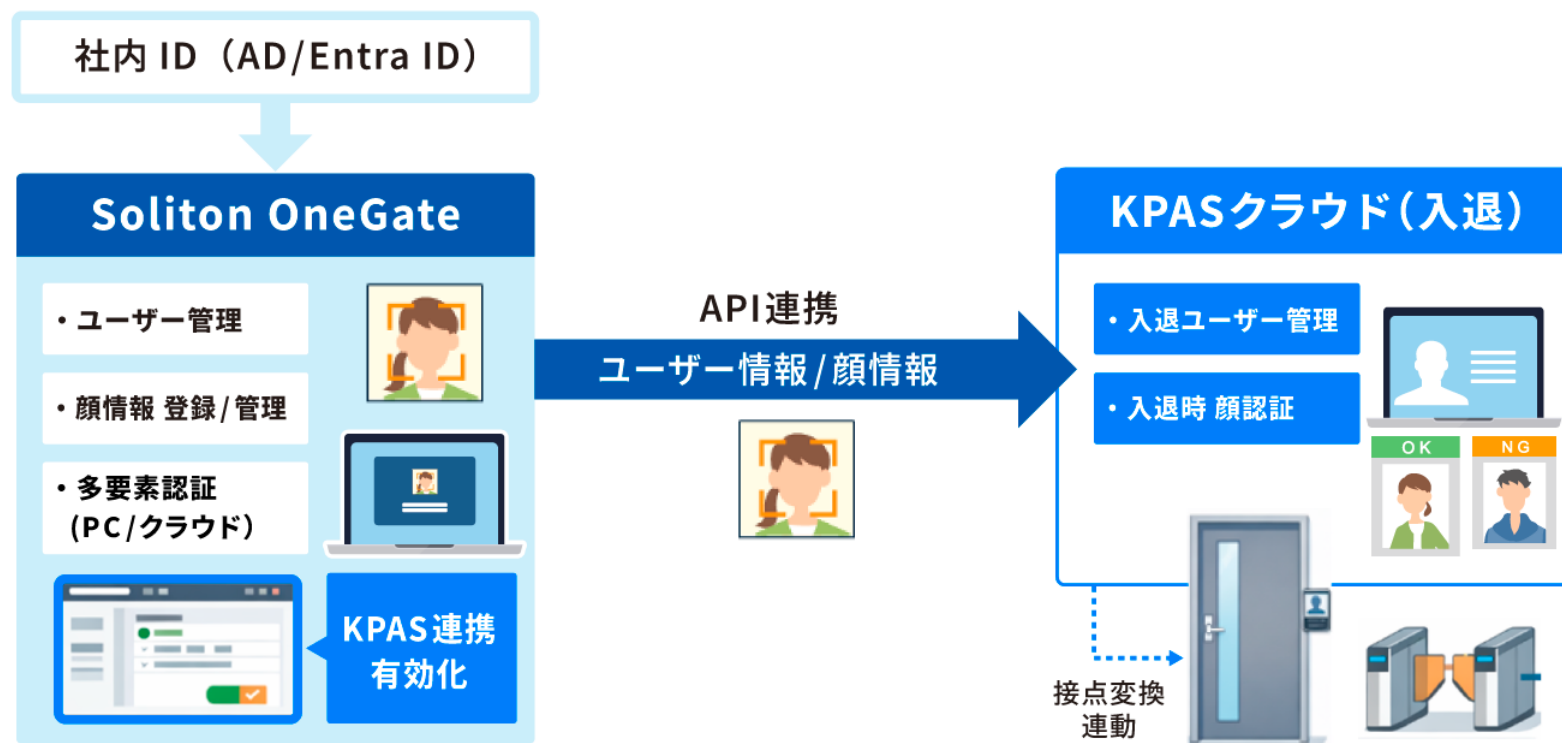 社内 ID（AD/Entra ID）
Soliton OneGate
・ユーザー管理
・顔情報 登録/管理
・多要素認証
(PC/クラウド）
KPAS連携
有効化
API連携
ユーザー情報/顔情報
KPASクラウド（入退）
・入退ユーザー管理
・入退時 顔認証
OK
NG
接点変換
連動